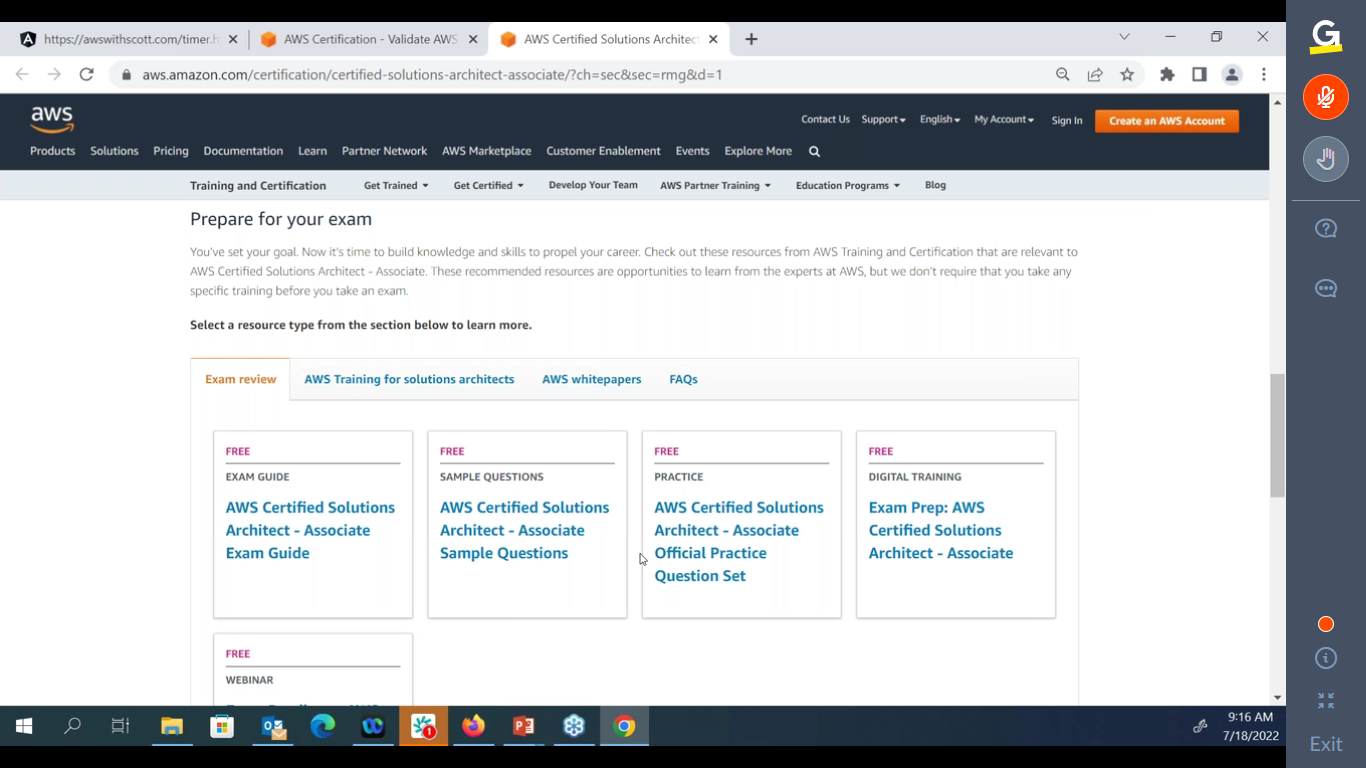 https://awswithscott.com/timer.h
AWS Certification - Validate AWS
AWS Certified Solutions Architect
aws.amazon.com/certification/certified-solutions-architect-associate/?ch=sec&sec=rmg&d=1
aws
Contact Us Support English My Account Sign In Create an AWS Account
Products Solutions Pricing Documentation Learn Partner Network AWS Marketplace Customer Enablement Events Explore More
Training and Certification Get Trained Get Certified Develop Your Team AWS Partner Training Education Programs Blog
Prepare for your exam
You've set your goal. Now it's time to build knowledge and skills to propel your career. Check out these resources from AWS Training and Certification that are relevant to
AWS Certified Solutions Architect - Associate. These recommended resources are opportunities to learn from the experts at AWS, but we don't require that you take any
specific training before you take an exam.
Select a resource type from the section below to learn more.
Exam review AWS Training for solutions architects AWS whitepapers FAQs
FREE
EXAM GUIDE
AWS Certified Solutions
Architect - Associate
Exam Guide
FREE
SAMPLE QUESTIONS
AWS Certified Solutions
Architect - Associate
Sample Questions
FREE
PRACTICE
AWS Certified Solutions
Architect - Associate
Official Practice
Question Set
FREE
DIGITAL TRAINING
Exam Prep: AWS
Certified Solutions
Architect - Associate
FREE
WEBINAR
1
9:16 AM
7/18/2022
G
Exit